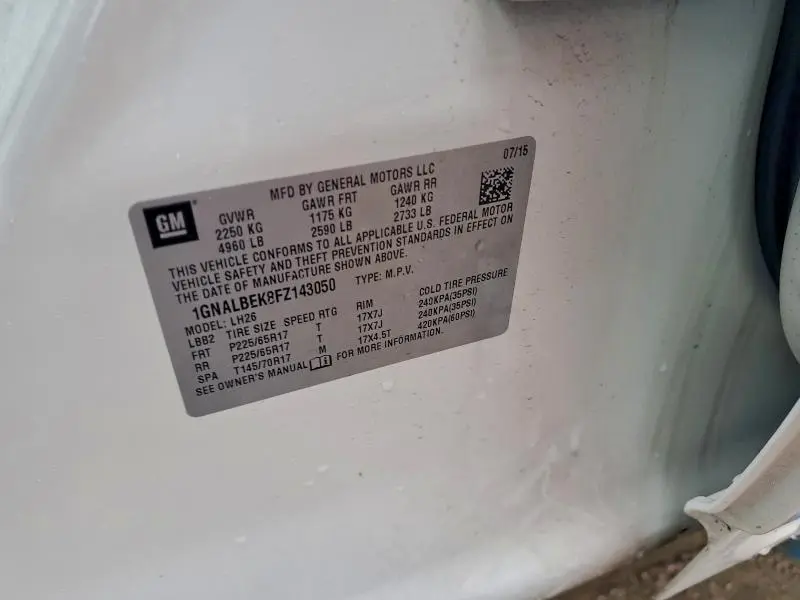 07/15
MFD BY GENERAL MOTORS LLC
GM
GVWR GAWR FRT GAWR RR
2250 KG 1175 KG 1240 KG
4960 LB 2590 LB 2733 LB
THIS VEHICLE CONFORMS TO ALL APPLICABLE U.S. FEDERAL MOTOR
VEHICLE SAFETY AND THEFT PREVENTION STANDARDS IN EFFECT ON
THE DATE OF MANUFACTURE SHOWN ABOVE.
1GNALBEK8FZ143050 TYPE: M.P.V.
MODEL: LH26
LBB2 TIRE SIZE SPEED RTG RIM COLD TIRE PRESSURE
FRT P225/65R17 T 17X7J 240KPA(35PSI)
RR P225/65R17 T 17X7J 240KPA(35PSI)
SPA T145/70R17 M 17X4.5T 420KPA(60PSI)
SEE OWNER'S MANUAL FOR MORE INFORMATION.